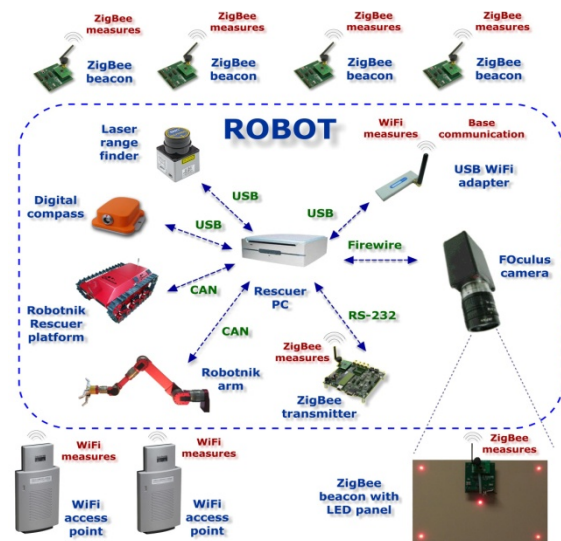 ZigBee
measures
ZigBee
measures
ZigBee
measures
ZigBee
measures
ZigBee
beacon
ZigBee
beacon
ZigBee
beacon
ZigBee
beacon
ROBOT
Laser
range
finder
WiFi
measures
Base
communication
USB WiFi
adapter
USB
USB
Digital
compass
USB
Firewire
FOculus
camera
Rescuer
PC
CAN
Robotnik
Rescuer
platform
CAN
RS-232
ZigBee
measures
Robotnik
arm
ZigBee
transmitter
WiFi
measures
WiFi
measures
ZigBee
measures
WiFi
access
point
WiFi
access
point
ZigBee
beacon with
LED panel